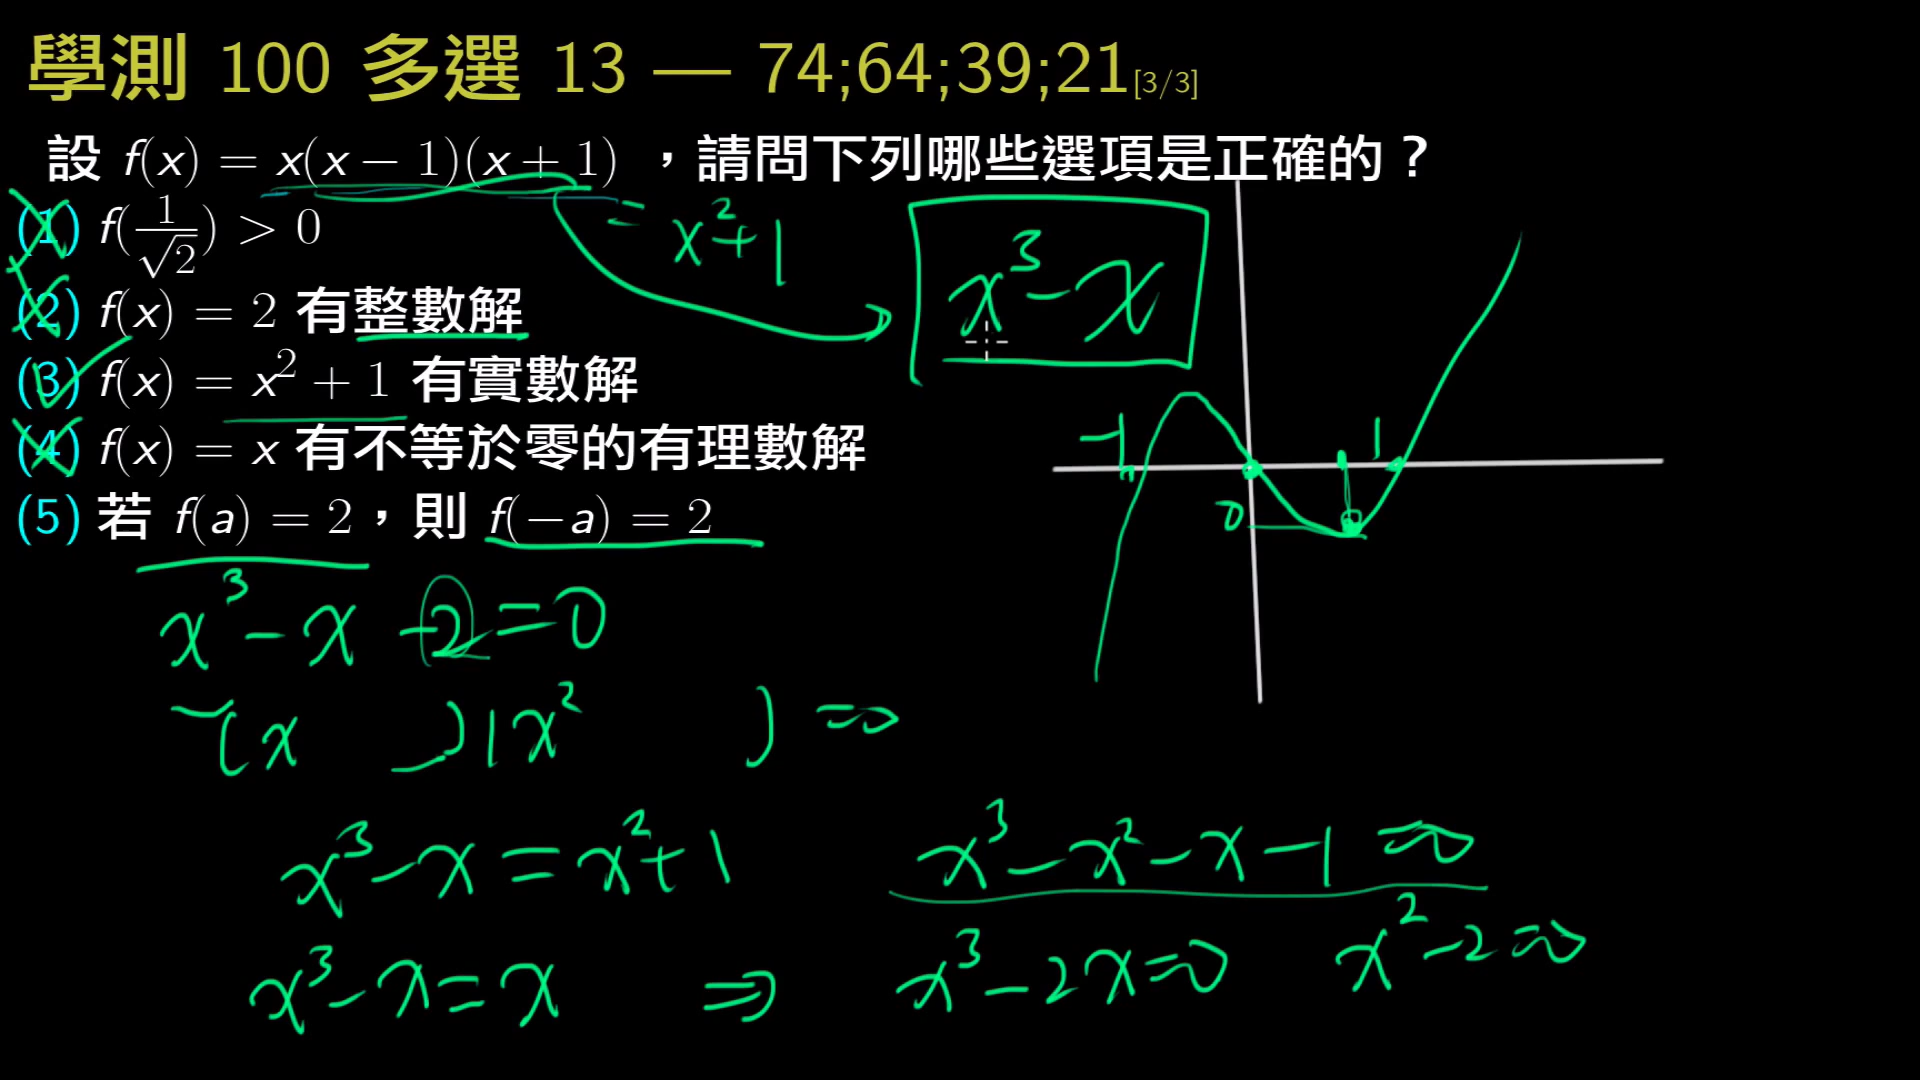 學測 100 多選 13 — 74;64;39;21[3/3]
設 f(x) = x(x − 1)(x + 1) ，請問下列哪些選項是正確的？
(1) f(1/√2) > 0
= x²+1
x³-x
(2) f(x) = 2 有整數解
(3) f(x) = x² + 1 有實數解
-1
1
(4) f(x) = x 有不等於零的有理數解
(5) 若 f(a) = 2，則 f(−a) = 2
0
x³-x-2=0
(x )(x² )=0
x³-x=x²+1
x³-x²-x-1=0
x³-x=x ⇒ x³-2x=0 x²-2=0